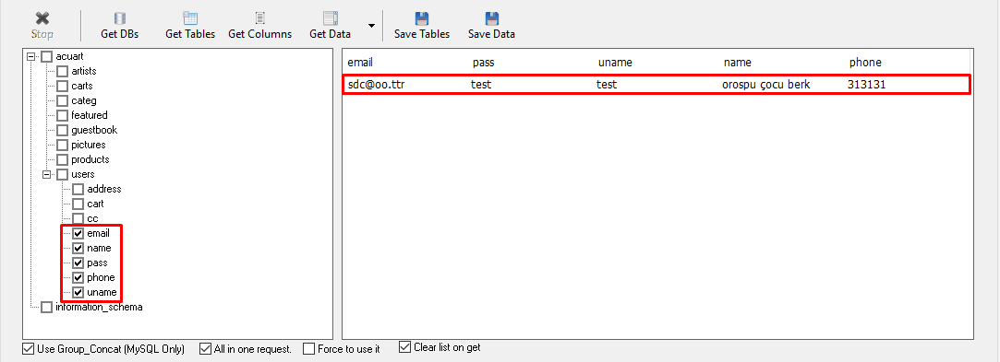 Stop Get DBs Get Tables Get Columns Get Data Save Tables Save Data
acuart
artists
carts
categ
featured
guestbook
pictures
products
users
address
cart
cc
email
name
pass
phone
uname
information_schema
email pass uname name phone
sdc@oo.ttr test test orospu çocu berk 313131
Use Group_Concat (MySQL Only) All in one request. Force to use it Clear list on get